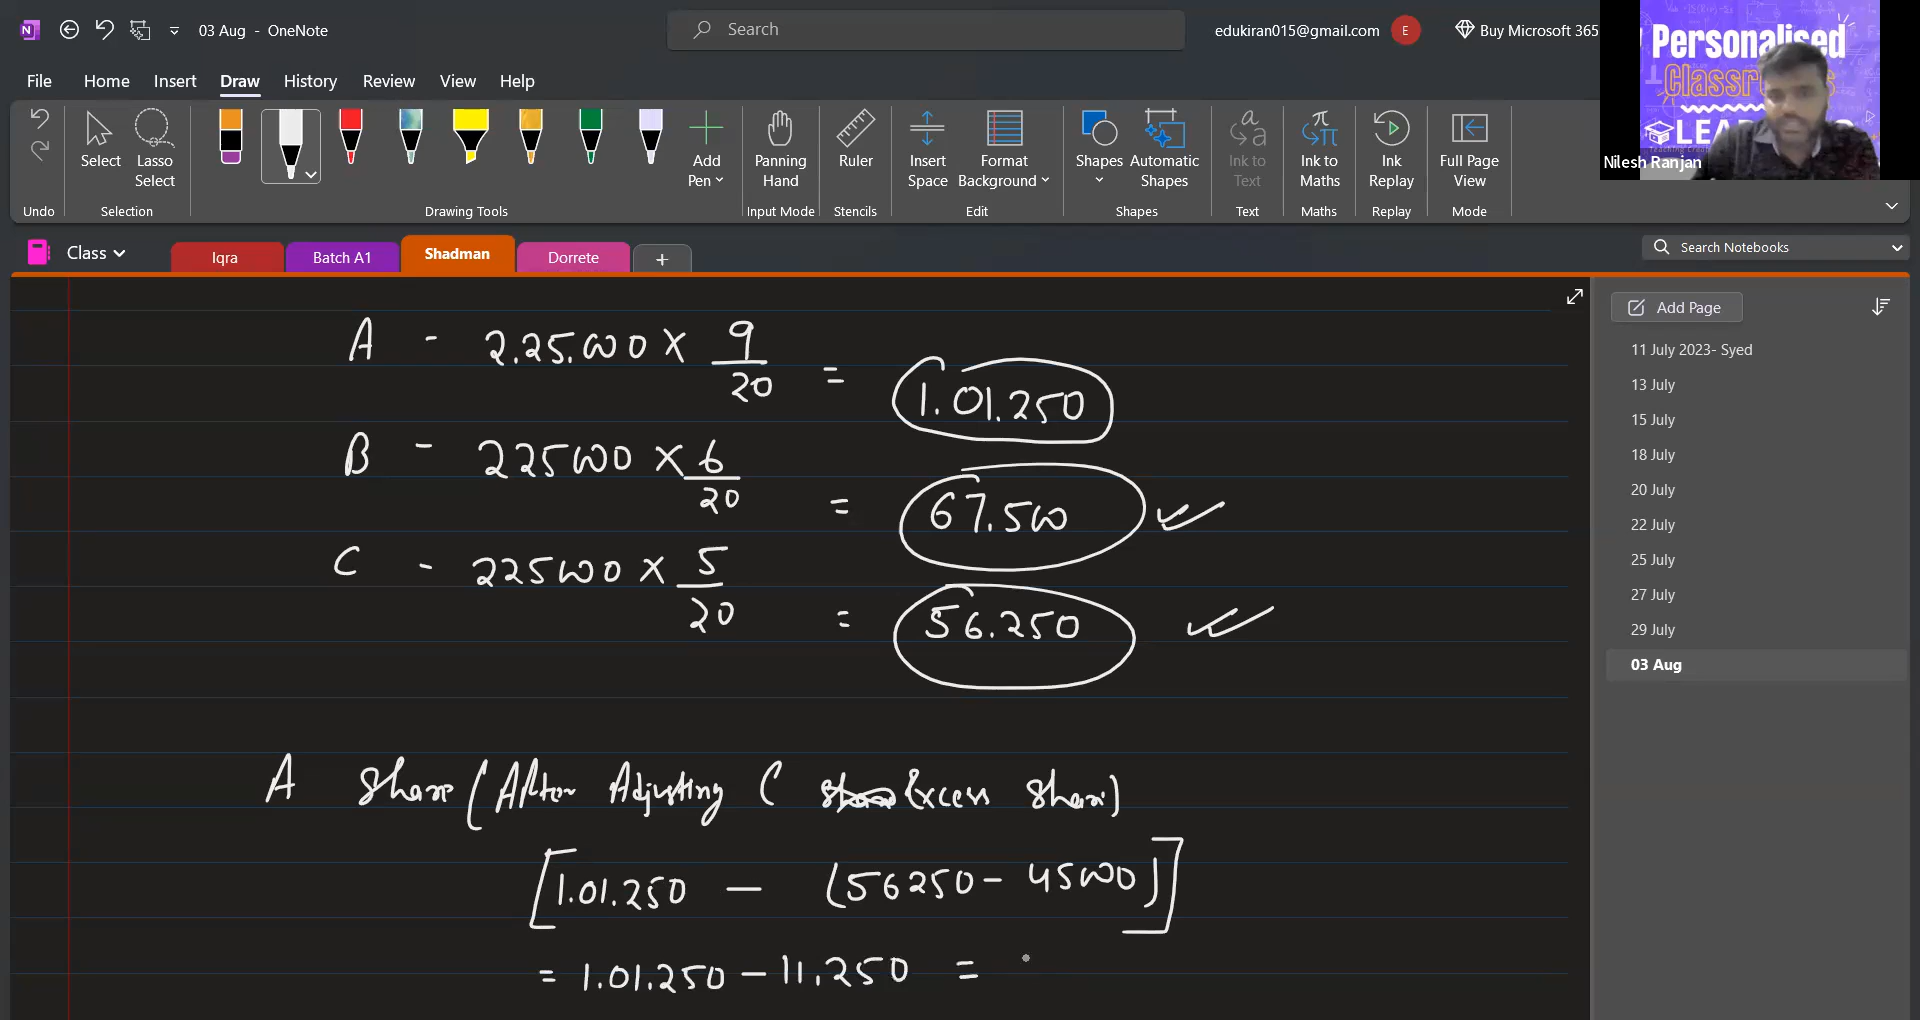 03 Aug - OneNote
Search
edukiran015@gmail.com
E
Buy Microsoft 365
Personalised
Classrooms
LEAR
Nilesh Ranjan
File Home Insert Draw History Review View Help
Undo
Select
Lasso Select
Selection
Drawing Tools
Add Pen
Panning Hand
Input Mode
Ruler
Stencils
Insert Space
Format Background
Edit
Shapes
Automatic Shapes
Shapes
Ink to Text
Text
Ink to Maths
Maths
Ink Replay
Replay
Full Page View
Mode
Class
Iqra
Batch A1
Shadman
Dorrete
+
Search Notebooks
Add Page
11 July 2023- Syed
13 July
15 July
18 July
20 July
22 July
25 July
27 July
29 July
03 Aug
A - 2.25.000 × 9/20 = 1.01.250
B - 225000 × 6/20 = 67.500
C - 225000 × 5/20 = 56.250
A Share (After Adjusting C Excess Share)
[1.01.250 - (56250 - 45000)]
= 1.01.250 - 11.250 =